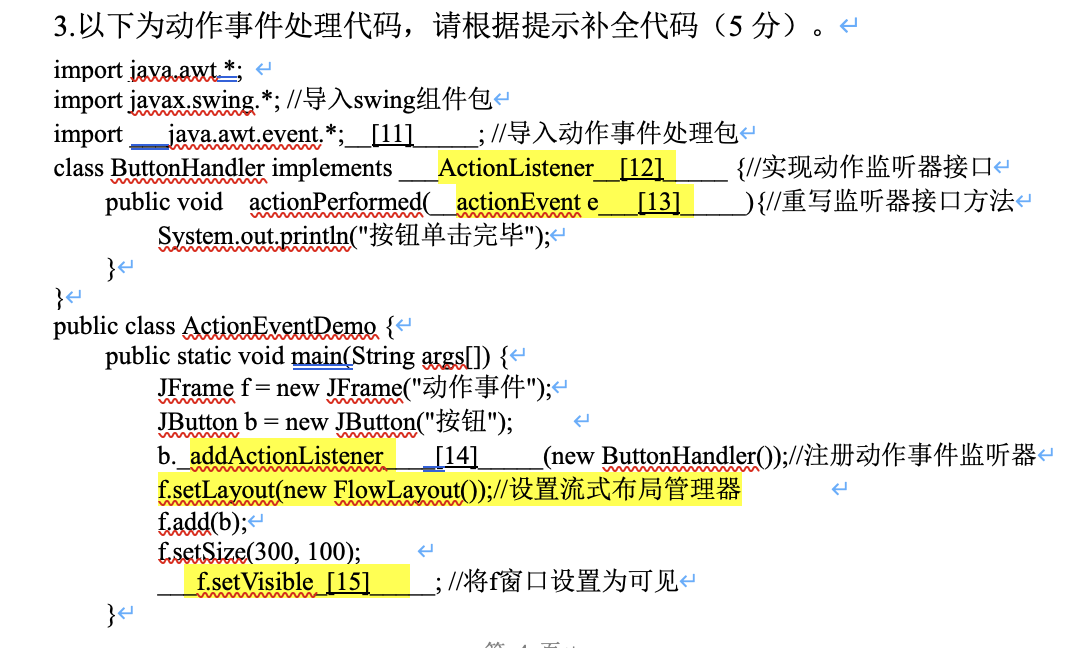 3.以下为动作事件处理代码，请根据提示补全代码（5 分）。
import java.awt.*;
import javax.swing.*; //导入swing组件包
import ___java.awt.event.*;__[11]_____; //导入动作事件处理包
class ButtonHandler implements ___ActionListener__[12]_____ {//实现动作监听器接口
public void actionPerformed(__actionEvent e___[13]_____){//重写监听器接口方法
System.out.println("按钮单击完毕");
}
}
public class ActionEventDemo {
public static void main(String args[]) {
JFrame f = new JFrame("动作事件");
JButton b = new JButton("按钮");
b._addActionListener____[14]_____(new ButtonHandler());//注册动作事件监听器
f.setLayout(new FlowLayout());//设置流式布局管理器
f.add(b);
f.setSize(300, 100);
___f.setVisible_[15]_____; //将f窗口设置为可见
}